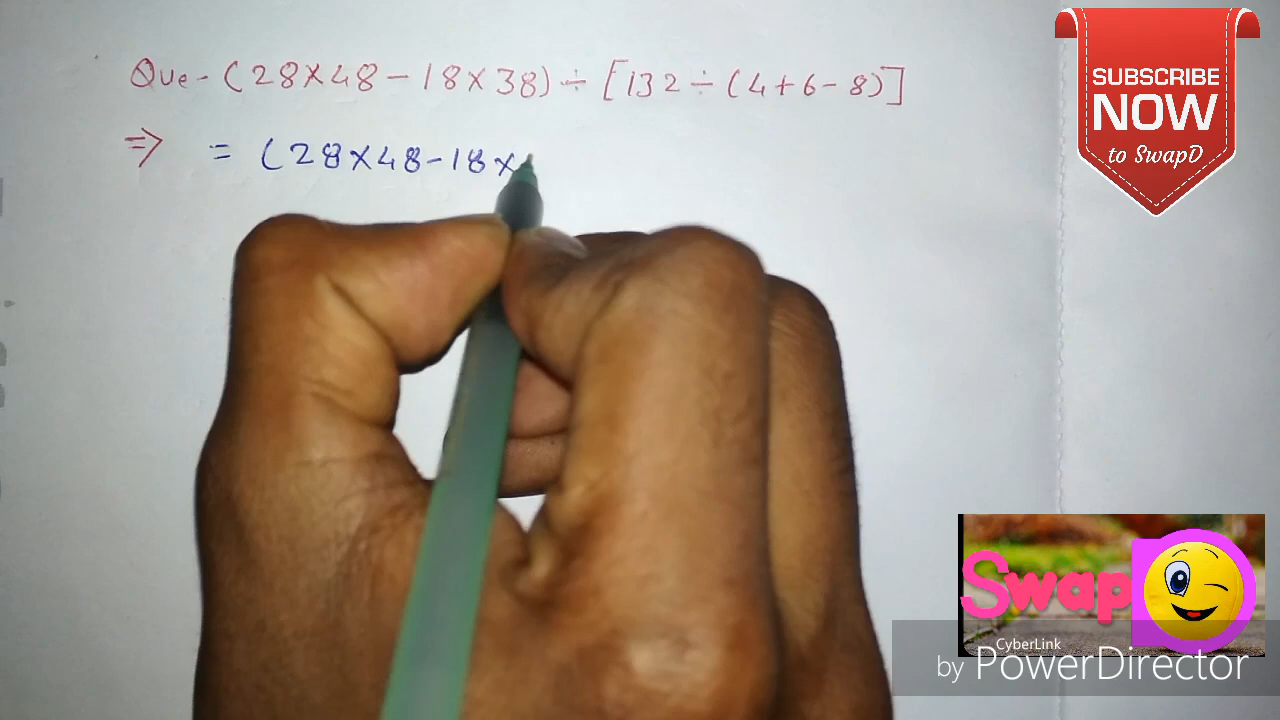 Que - (28×48 - 18×38) ÷ [132 ÷ (4+6-8)]
⇒ = (28×48-18×
SUBSCRIBE
NOW
to SwapD
Swap
CyberLink
by PowerDirector